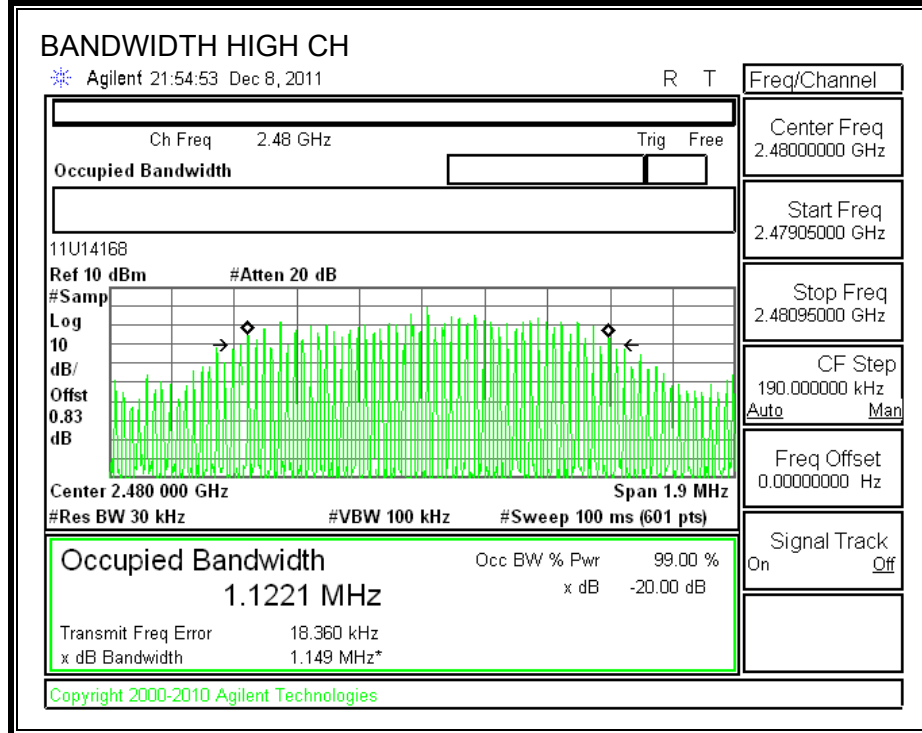 BANDWIDTH HIGH CH
Agilent 21:54:53 Dec 8, 2011 R T
Freq/Channel
Ch Freq 2.48 GHz Trig Free
Occupied Bandwidth
Center Freq
2.48000000 GHz
Start Freq
2.47905000 GHz
Stop Freq
2.48095000 GHz
CF Step
190.000000 kHz
Auto Man
Freq Offset
0.00000000 Hz
Signal Track
On Off
11U14168
Ref 10 dBm #Atten 20 dB
#Samp
Log
10
dB/
Offst
0.83
dB
Center 2.480 000 GHz Span 1.9 MHz
#Res BW 30 kHz #VBW 100 kHz #Sweep 100 ms (601 pts)
Occupied Bandwidth Occ BW % Pwr 99.00 %
1.1221 MHz x dB -20.00 dB
Transmit Freq Error 18.360 kHz
x dB Bandwidth 1.149 MHz*
Copyright 2000-2010 Agilent Technologies